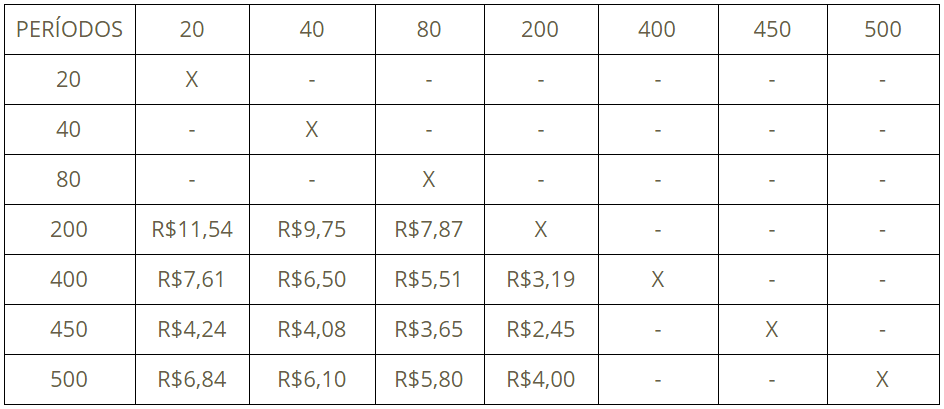 PERÍODOS 20 40 80 200 400 450 500
20 X - - - - - -
40 - X - - - - -
80 - - X - - - -
200 R$11,54 R$9,75 R$7,87 X - - -
400 R$7,61 R$6,50 R$5,51 R$3,19 X - -
450 R$4,24 R$4,08 R$3,65 R$2,45 - X -
500 R$6,84 R$6,10 R$5,80 R$4,00 - - X